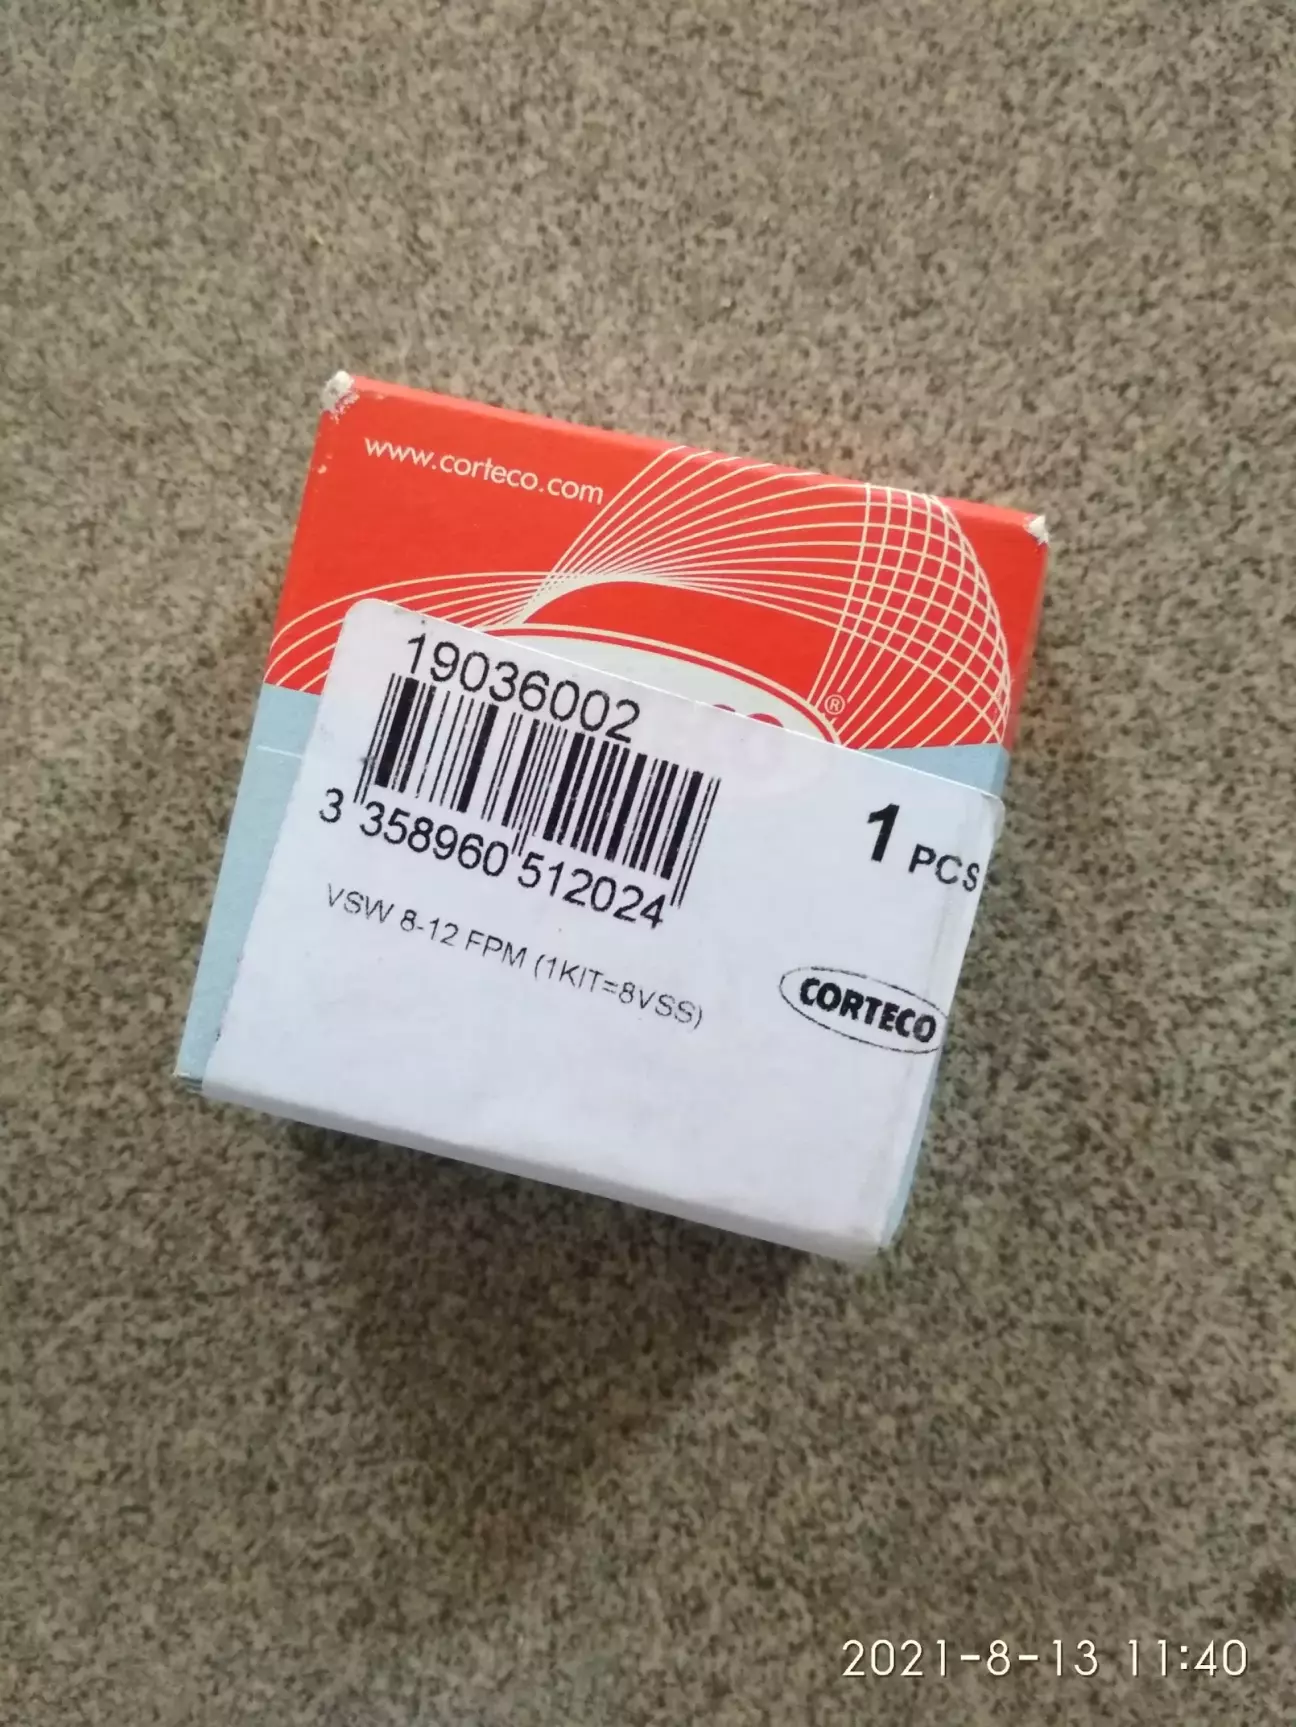 www.corteco.com
®
19036002
3 358960 512024
1 PCS
VSW 8-12 FPM (1KIT=8VSS)
CORTECO
2021-8-13 11:40